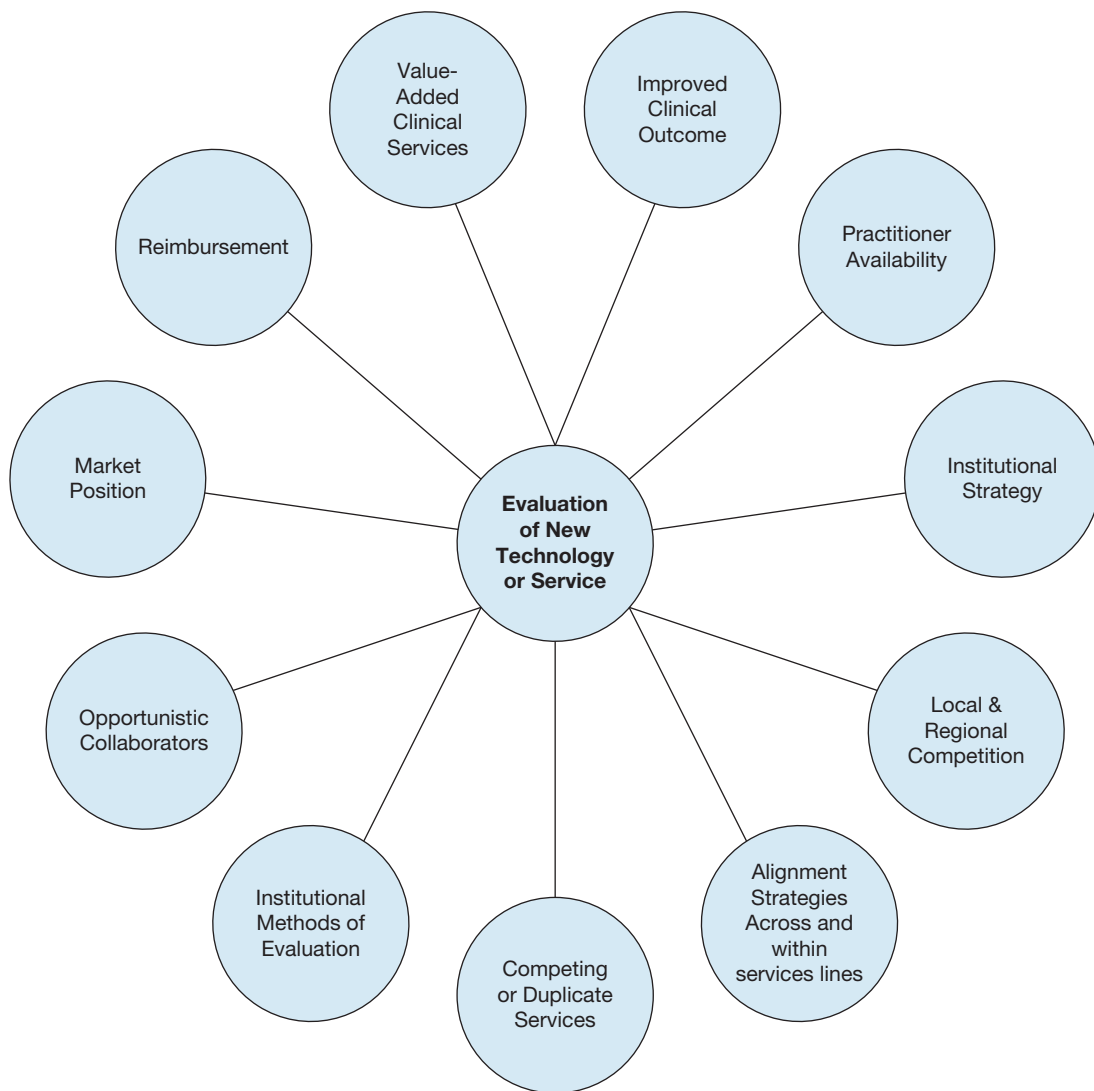 Value-
Added
Clinical
Services
Improved
Clinical
Outcome
Reimbursement
Practitioner
Availability
Market
Position
Evaluation
of New
Technology
or Service
Institutional
Strategy
Opportunistic
Collaborators
Local &
Regional
Competition
Institutional
Methods of
Evaluation
Competing
or Duplicate
Services
Alignment
Strategies
Across and
within
services lines